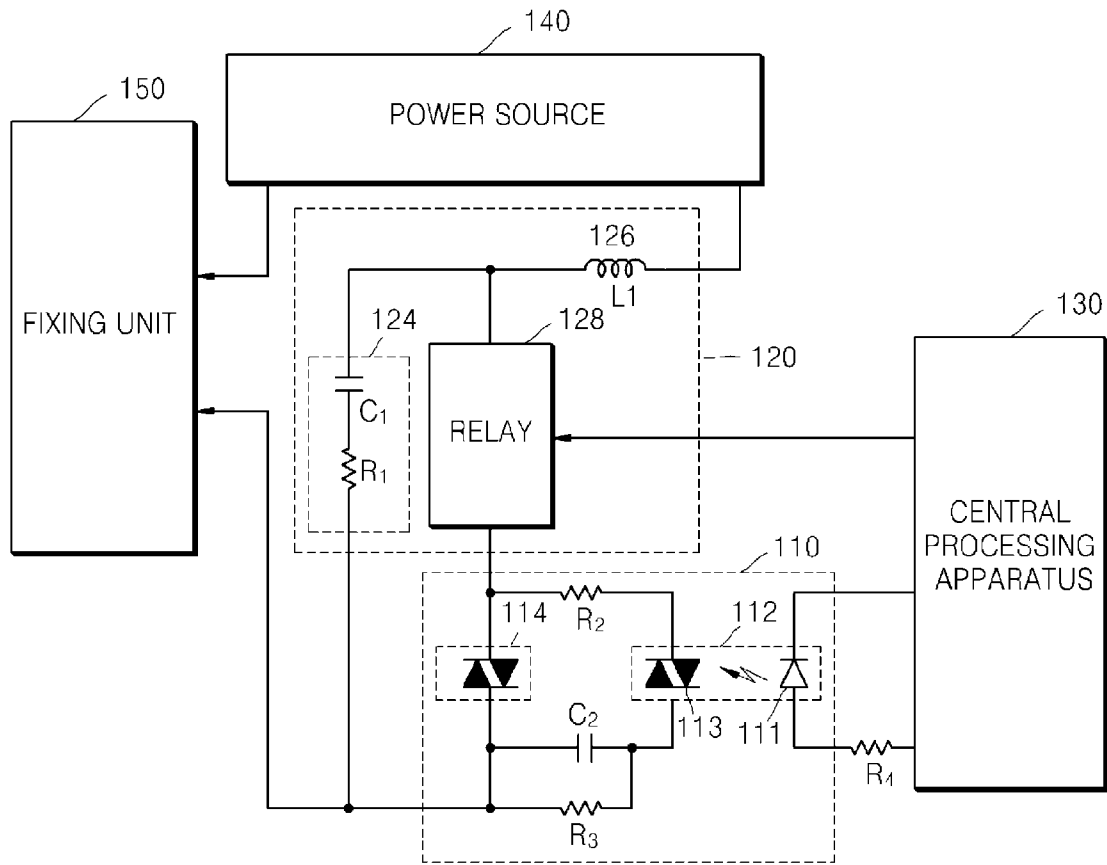 140
150
POWER SOURCE
126
L1
FIXING UNIT
124
128
130
120
C1
RELAY
R1
CENTRAL
PROCESSING
APPARATUS
110
R2
114
112
C2
113
111
R4
R3